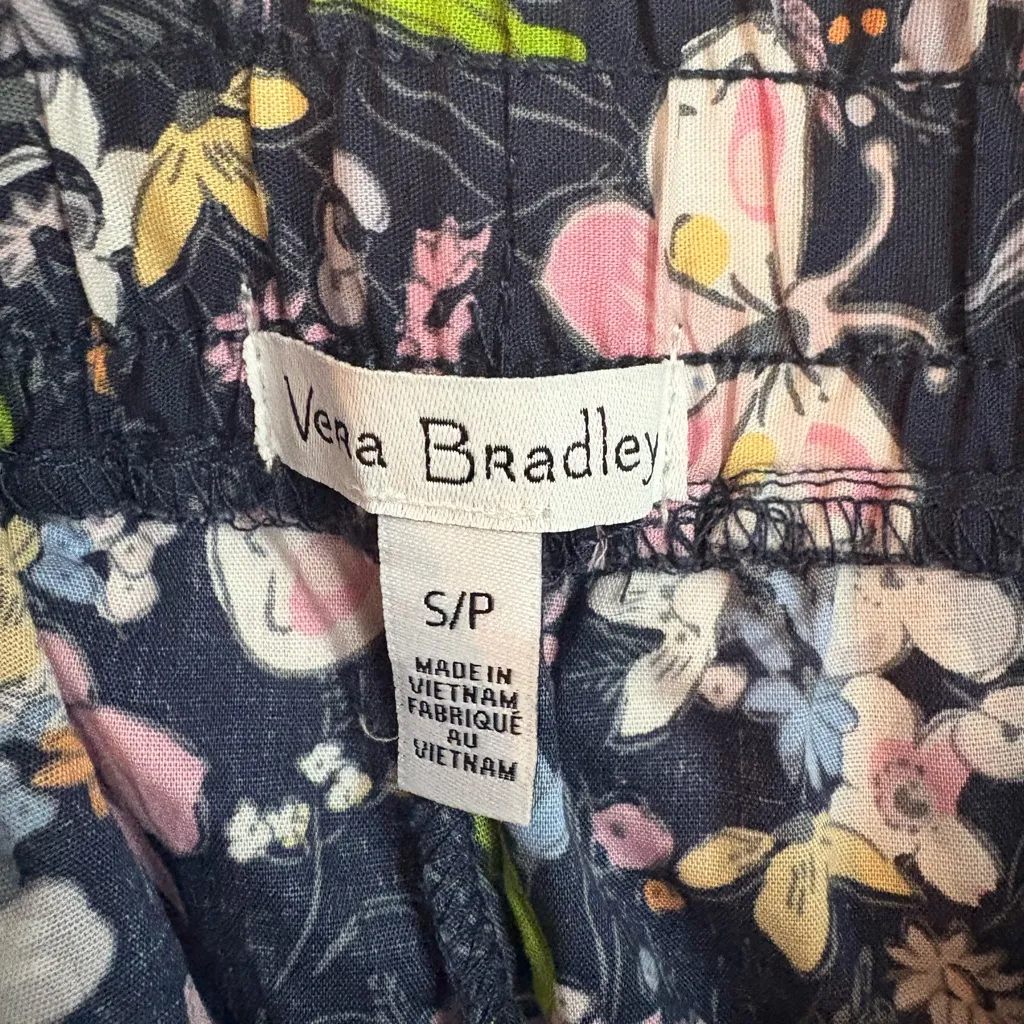 Vera Bradley
S/P
MADE IN
VIETNAM
FABRIQUÉ
AU
VIETNAM